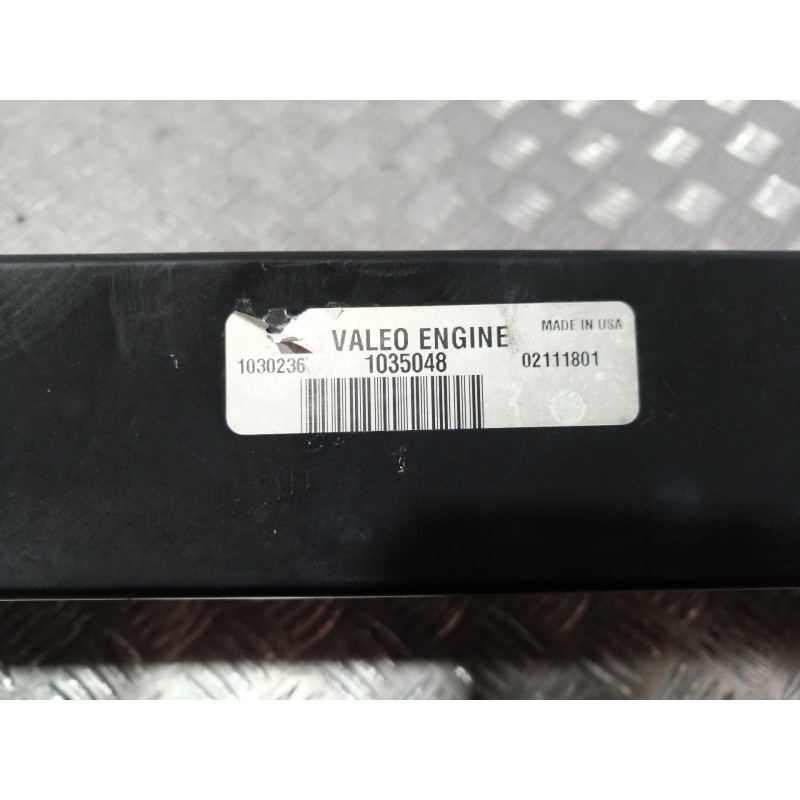 VALEO ENGINE MADE IN USA
1030236 1035048 02111801